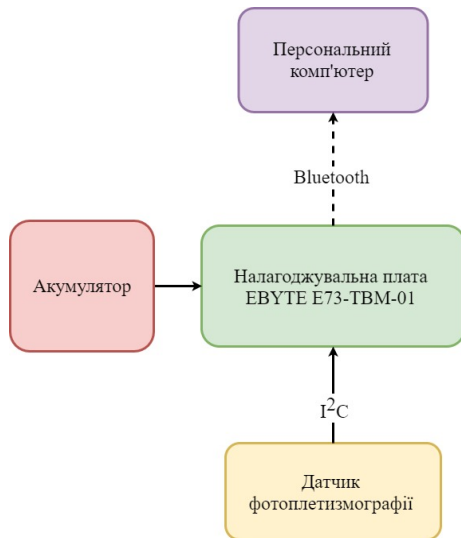 Персональний
комп'ютер
Bluetooth
Акумулятор
Налагоджувальна плата
EBYTE E73-TBM-01
I²C
Датчик
фотоплетизмографії